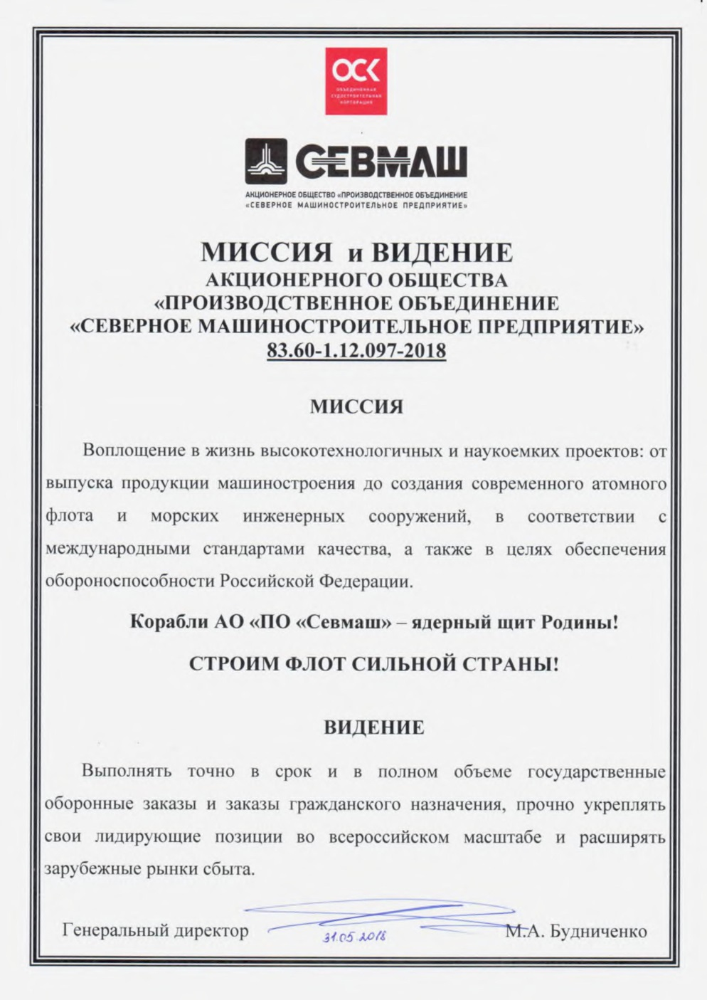 ОСК
ОБЪЕДИНЕННАЯ
СУДОСТРОИТЕЛЬНАЯ
КОРПОРАЦИЯ
СЕВМАШ
АКЦИОНЕРНОЕ ОБЩЕСТВО «ПРОИЗВОДСТВЕННОЕ ОБЪЕДИНЕНИЕ
«СЕВЕРНОЕ МАШИНОСТРОИТЕЛЬНОЕ ПРЕДПРИЯТИЕ»
МИССИЯ и ВИДЕНИЕ
АКЦИОНЕРНОГО ОБЩЕСТВА
«ПРОИЗВОДСТВЕННОЕ ОБЪЕДИНЕНИЕ
«СЕВЕРНОЕ МАШИНОСТРОИТЕЛЬНОЕ ПРЕДПРИЯТИЕ»
83.60-1.12.097-2018
МИССИЯ
Воплощение в жизнь высокотехнологичных и наукоемких проектов: от
выпуска продукции машиностроения до создания современного атомного
флота и морских инженерных сооружений, в соответствии с
международными стандартами качества, а также в целях обеспечения
обороноспособности Российской Федерации.
Корабли АО «ПО «Севмаш» – ядерный щит Родины!
СТРОИМ ФЛОТ СИЛЬНОЙ СТРАНЫ!
ВИДЕНИЕ
Выполнять точно в срок и в полном объеме государственные
оборонные заказы и заказы гражданского назначения, прочно укреплять
свои лидирующие позиции во всероссийском масштабе и расширять
зарубежные рынки сбыта.
Генеральный директор 31.05.2018 М.А. Будниченко